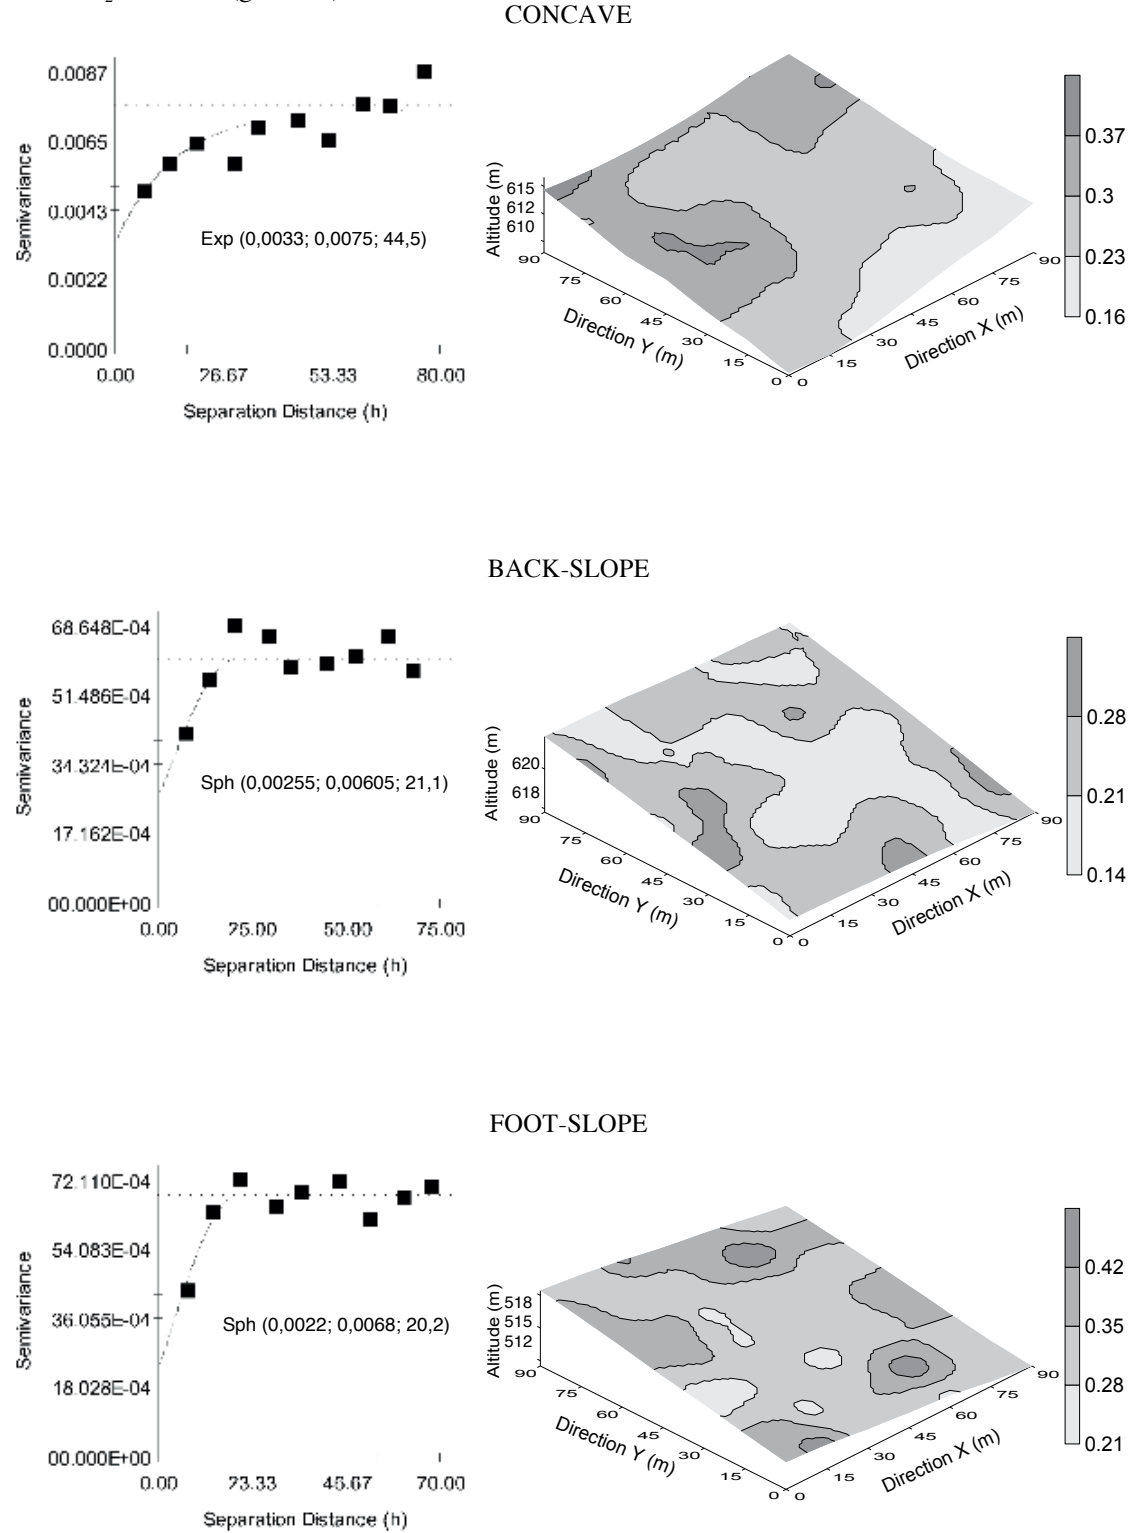 CONCAVE
0.0087
0.0065
0.0043
0.0022
0.0000
Semivariance
Exp (0,0033; 0,0075; 44,5)
0.00 26.67 53.33 80.00
Separation Distance (h)
Altitude (m)
615
612
610
90 75 60 45 30 15 0
Direction Y (m)
0 15 30 45 60 75 90
Direction X (m)
0.37
0.3
0.23
0.16
BACK-SLOPE
68.648E-04
51.486E-04
34.321E-04
17.162E-04
00.000E+00
Semivariance
Sph (0,00255; 0,00605; 21,1)
0.00 25.00 50.00 75.00
Separation Distance (h)
Altitude (m)
620
618
90 75 60 45 30 15 0
Direction Y (m)
0 15 30 45 60 75 90
Direction X (m)
0.28
0.21
0.14
FOOT-SLOPE
72.110E-04
54.083E-04
36.055E-04
18.028E-04
00.000E+00
Semivariance
Sph (0,0022; 0,0068; 20,2)
0.00 23.33 46.67 70.00
Separation Distance (h)
Altitude (m)
518
515
512
90 75 60 45 30 15 0
Direction Y (m)
0 15 30 45 60 75 90
Direction X (m)
0.42
0.35
0.28
0.21